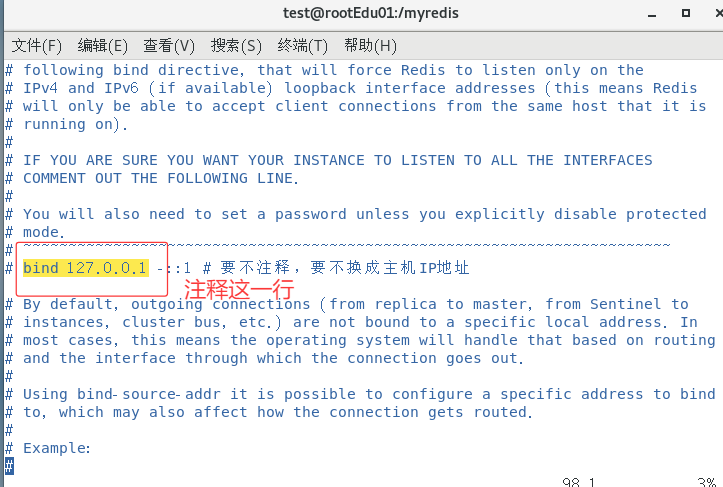 test@rootEdu01:/myredis
文件(F) 编辑(E) 查看(V) 搜索(S) 终端(T) 帮助(H)
# following bind directive, that will force Redis to listen only on the
# IPv4 and IPv6 (if available) loopback interface addresses (this means Redis
# will only be able to accept client connections from the same host that it is
# running on).
#
# IF YOU ARE SURE YOU WANT YOUR INSTANCE TO LISTEN TO ALL THE INTERFACES
# COMMENT OUT THE FOLLOWING LINE.
#
# You will also need to set a password unless you explicitly disable protected
# mode.
# ~~~~~~~~~~~~~~~~~~~~~~~~~~~~~~~~~~~~~~~~~~~~~~~~~~~~~~~~~~~~~~~~~~~~~~~~
# bind 127.0.0.1 -::1 # 要不注释，要不换成主机IP地址
注释这一行
# By default, outgoing connections (from replica to master, from Sentinel to
# instances, cluster bus, etc.) are not bound to a specific local address. In
# most cases, this means the operating system will handle that based on routing
# and the interface through which the connection goes out.
#
# Using bind-source-addr it is possible to configure a specific address to bind
# to, which may also affect how the connection gets routed.
#
# Example:
#
98,1 3%